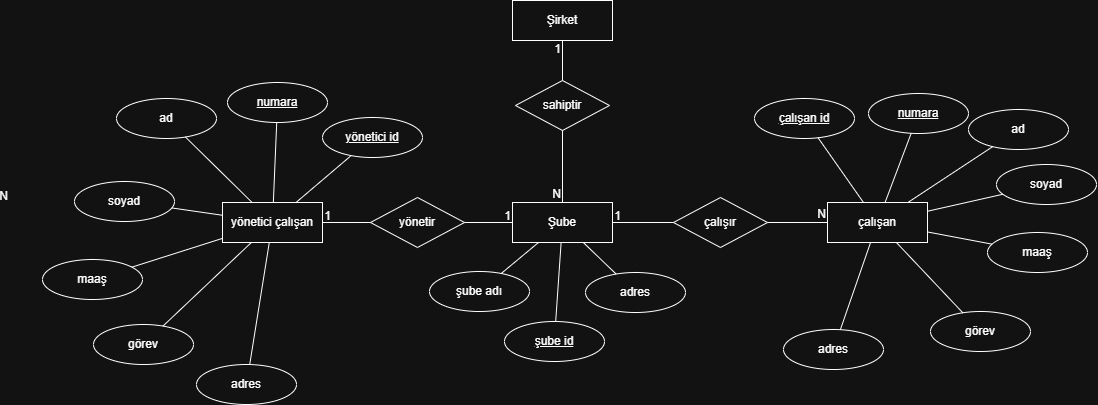 Şirket
1
sahiptir
N
numara
ad
yönetici id
soyad
yönetici çalışan
maaş
görev
adres
1
yönetir
1
Şube
1
şube adı
şube id
adres
çalışır
N
çalışan
çalışan id
numara
ad
soyad
maaş
görev
adres
N